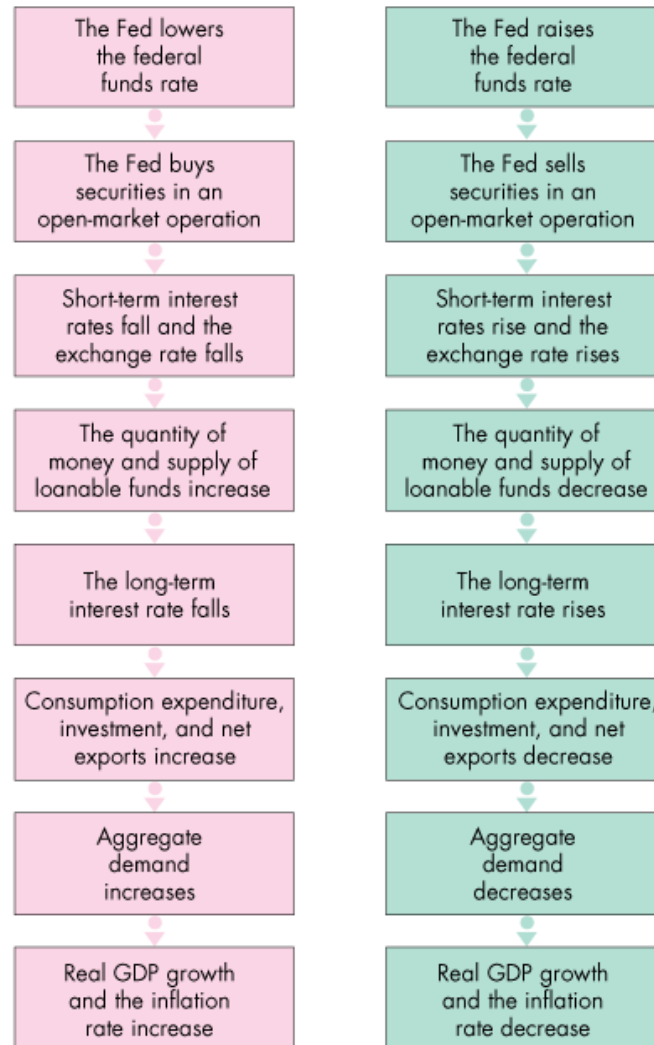 The Fed lowers
the federal
funds rate
The Fed buys
securities in an
open-market operation
Short-term interest
rates fall and the
exchange rate falls
The quantity of
money and supply of
loanable funds increase
The long-term
interest rate falls
Consumption expenditure,
investment, and net
exports increase
Aggregate
demand
increases
Real GDP growth
and the inflation
rate increase
The Fed raises
the federal
funds rate
The Fed sells
securities in an
open-market operation
Short-term interest
rates rise and the
exchange rate rises
The quantity of
money and supply of
loanable funds decrease
The long-term
interest rate rises
Consumption expenditure,
investment, and net
exports decrease
Aggregate
demand
decreases
Real GDP growth
and the inflation
rate decrease